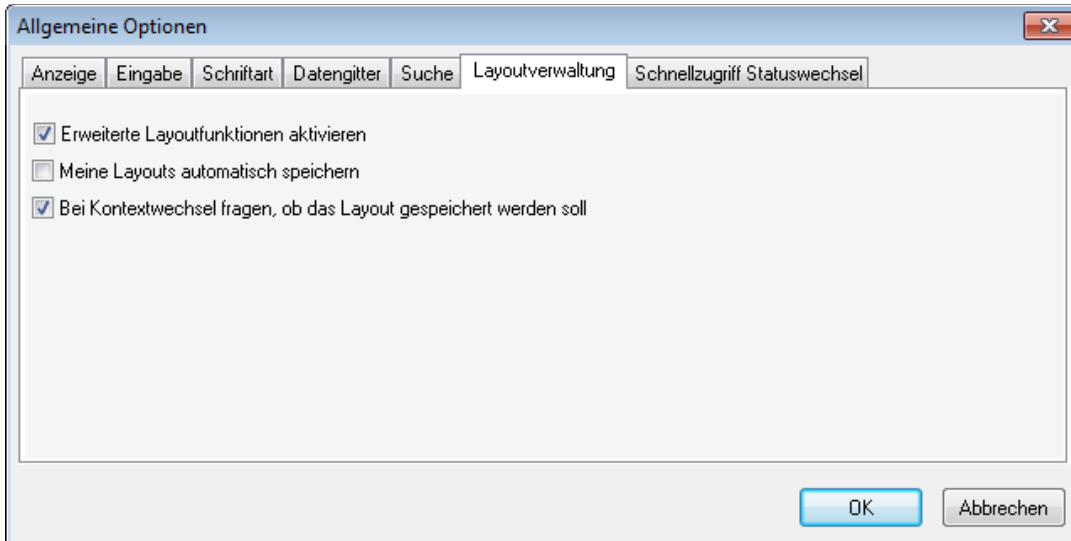 Allgemeine Optionen
Anzeige Eingabe Schriftart Datengitter Suche Layoutverwaltung Schnellzugriff Statuswechsel
Erweiterte Layoutfunktionen aktivieren
Meine Layouts automatisch speichern
Bei Kontextwechsel fragen, ob das Layout gespeichert werden soll
OK Abbrechen